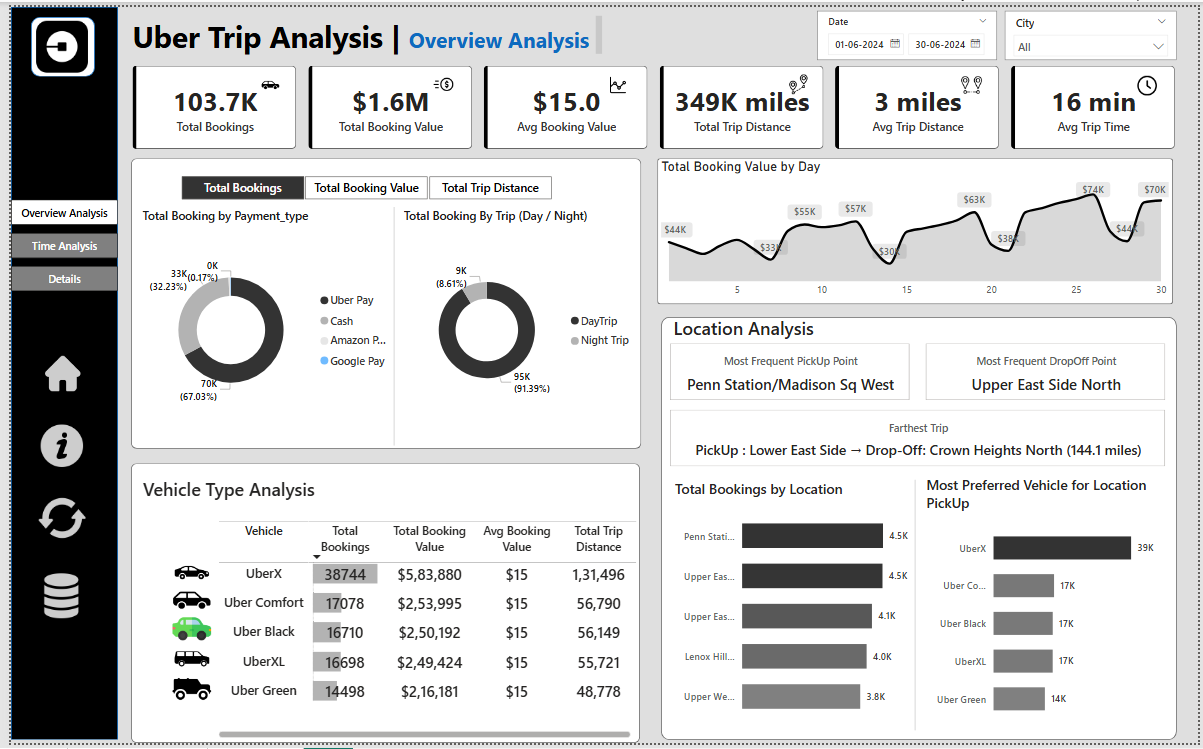 Uber Trip Analysis | Overview Analysis
Date
01-06-2024
30-06-2024
City
All
103.7K
Total Bookings
$1.6M
Total Booking Value
$15.0
Avg Booking Value
349K miles
Total Trip Distance
3 miles
Avg Trip Distance
16 min
Avg Trip Time
Overview Analysis
Time Analysis
Details
Total Bookings
Total Booking Value
Total Trip Distance
Total Booking by Payment_type
0K
(0.17%)
33K
(32.23%)
70K
(67.03%)
Uber Pay
Cash
Amazon P...
Google Pay
Total Booking By Trip (Day / Night)
9K
(8.61%)
95K
(91.39%)
DayTrip
Night Trip
Total Booking Value by Day
$44K
$33K
$55K
$57K
$30K
$63K
$38K
$74K
$44K
$70K
5 10 15 20 25 30
Location Analysis
Most Frequent PickUp Point
Penn Station/Madison Sq West
Most Frequent DropOff Point
Upper East Side North
Farthest Trip
PickUp : Lower East Side → Drop-Off: Crown Heights North (144.1 miles)
Vehicle Type Analysis
Vehicle
Total
Bookings
Total Booking
Value
Avg Booking
Value
Total Trip
Distance
UberX 38744 $5,83,880 $15 1,31,496
Uber Comfort 17078 $2,53,995 $15 56,790
Uber Black 16710 $2,50,192 $15 56,149
UberXL 16698 $2,49,424 $15 55,721
Uber Green 14498 $2,16,181 $15 48,778
Total Bookings by Location
Penn Stati... 4.5K
Upper Eas... 4.5K
Upper Eas... 4.1K
Lenox Hill... 4.0K
Upper We... 3.8K
Most Preferred Vehicle for Location
PickUp
UberX 39K
Uber Co... 17K
Uber Black 17K
UberXL 17K
Uber Green 14K